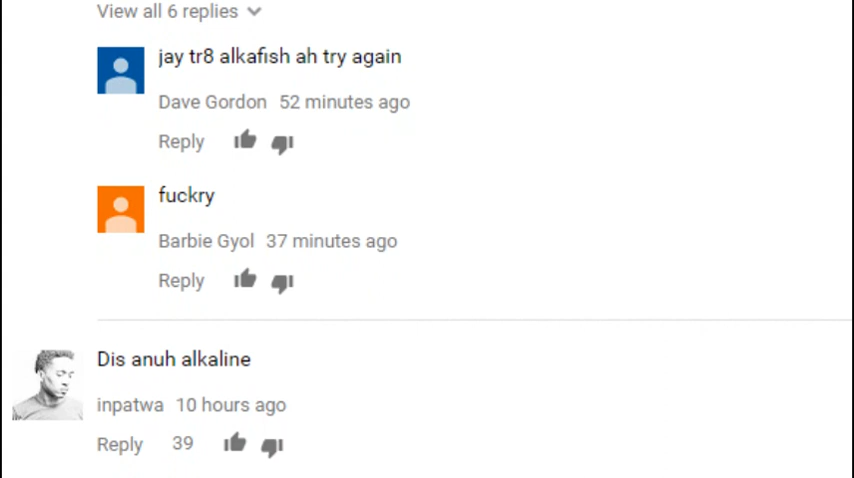 View all 6 replies
jay tr8 alkafish ah try again
Dave Gordon 52 minutes ago
Reply
fuckry
Barbie Gyol 37 minutes ago
Reply
Dis anuh alkaline
inpatwa 10 hours ago
Reply 39